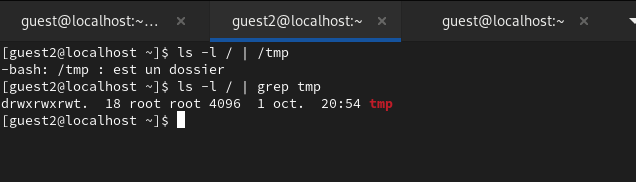 guest@localhost:~... × guest2@localhost:~ × guest@localhost:~ ×
[guest2@localhost ~]$ ls -l / | /tmp
-bash: /tmp : est un dossier
[guest2@localhost ~]$ ls -l / | grep tmp
drwxrwxrwt.  18 root root 4096  1 oct.  20:54 tmp
[guest2@localhost ~]$